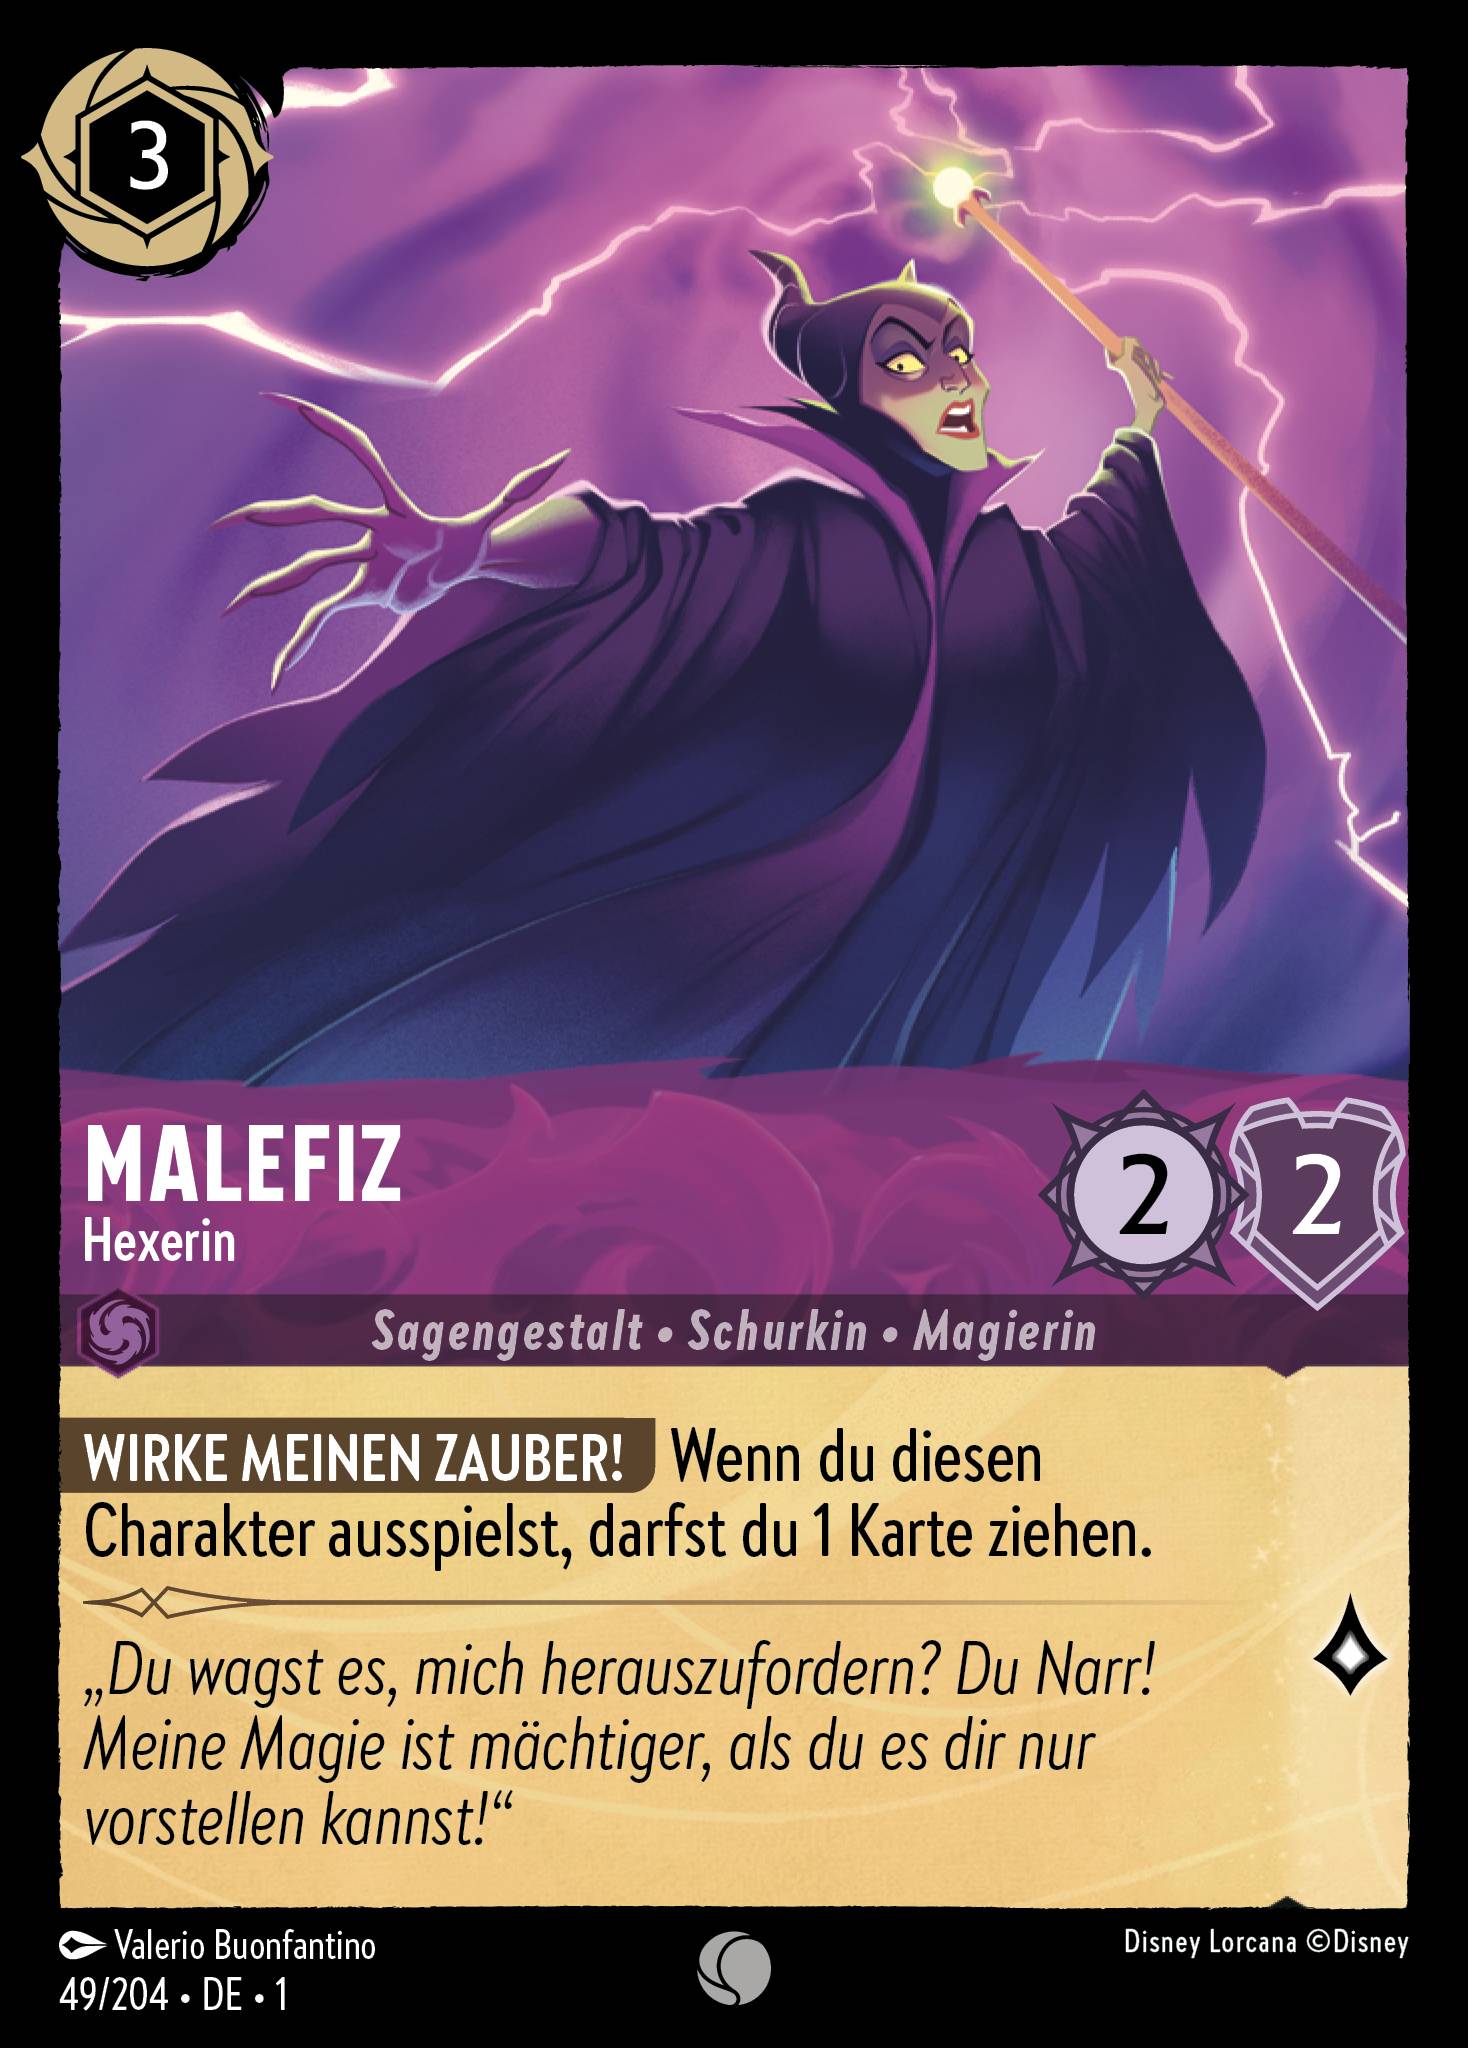 3
MALEFIZ
Hexerin
2 2
Sagengestalt • Schurkin • Magierin
WIRKE MEINEN ZAUBER! Wenn du diesen
Charakter ausspielst, darfst du 1 Karte ziehen.
„Du wagst es, mich herauszufordern? Du Narr!
Meine Magie ist mächtiger, als du es dir nur
vorstellen kannst!“
Valerio Buonfantino
49/204 • DE • 1
Disney Lorcana ©Disney